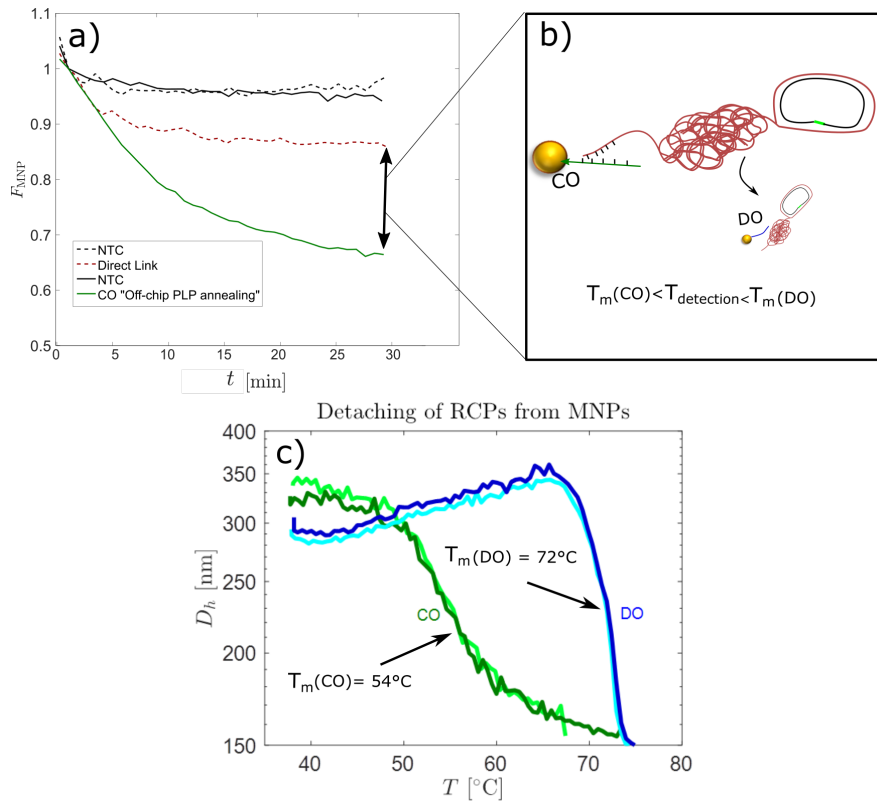 a)
1.1
1
0.9
0.8
0.7
0.6
0.5
F_MNP
NTC
Direct Link
NTC
CO "Off-chip PLP annealing"
0 5 10 15 20 25 30
t [min]
b)
CO
DO
T_m(CO)<T_detection<T_m(DO)
Detaching of RCPs from MNPs
c)
400
350
300
250
200
150
D_h [nm]
T_m(DO) = 72°C
CO
DO
T_m(CO)= 54°C
40 50 60 70 80
T [°C]